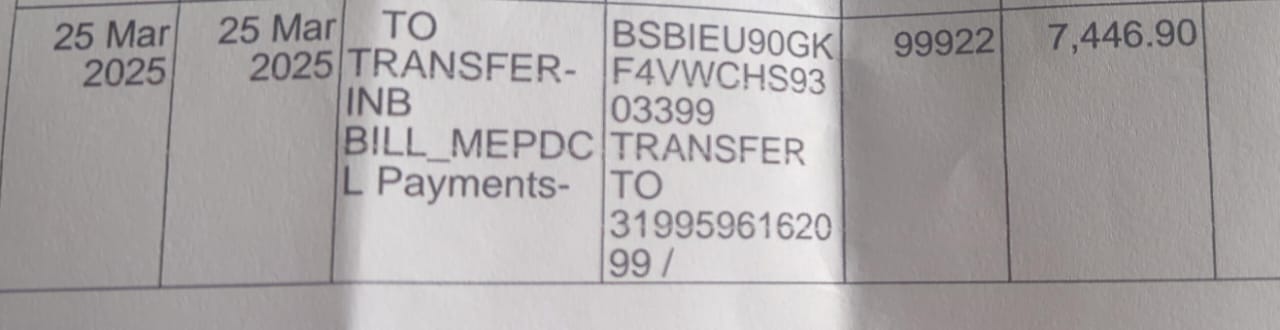 25 Mar
2025
25 Mar
2025
TO
TRANSFER-
INB
BILL_MEPDC
L Payments-
BSBIEU90GK
F4VWCHS93
03399
TRANSFER
TO
31995961620
99 /
99922
7,446.90